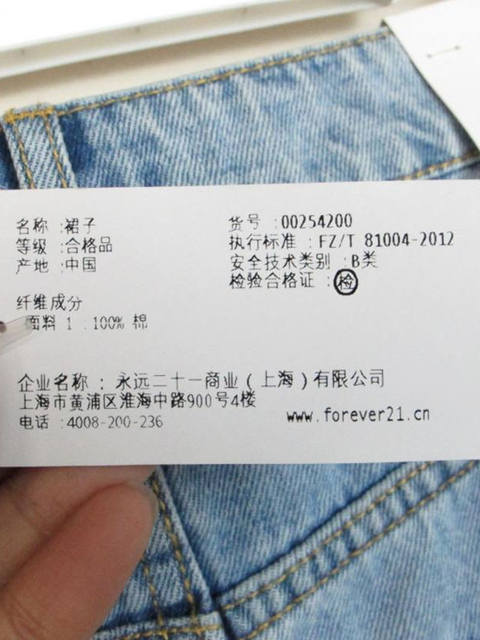 名称 :裙子
等级 :合格品
产地 :中国
货号 :00254200
执行标准 :FZ/T 81004-2012
安全技术类别 :B类
检验合格证 :检
纤维成分
面料 1 :100% 棉
企业名称 : 永远二十一商业(上海)有限公司
上海市黄浦区淮海中路900号4楼
电话 :4008-200-236
www.forever21.cn